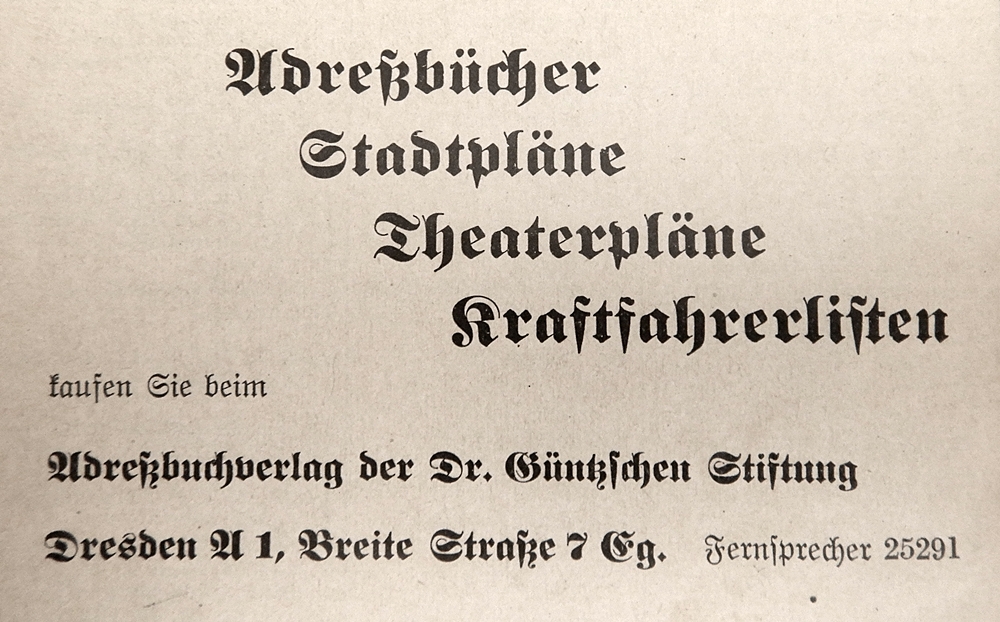 Adreßbücher
Stadtpläne
Theaterpläne
Kraftfahrerliſten
kaufen Sie beim
Adreßbuchverlag der Dr. Güntzſchen Stiftung
Dresden A 1, Breite Straße 7 Eg. Fernſprecher 25291